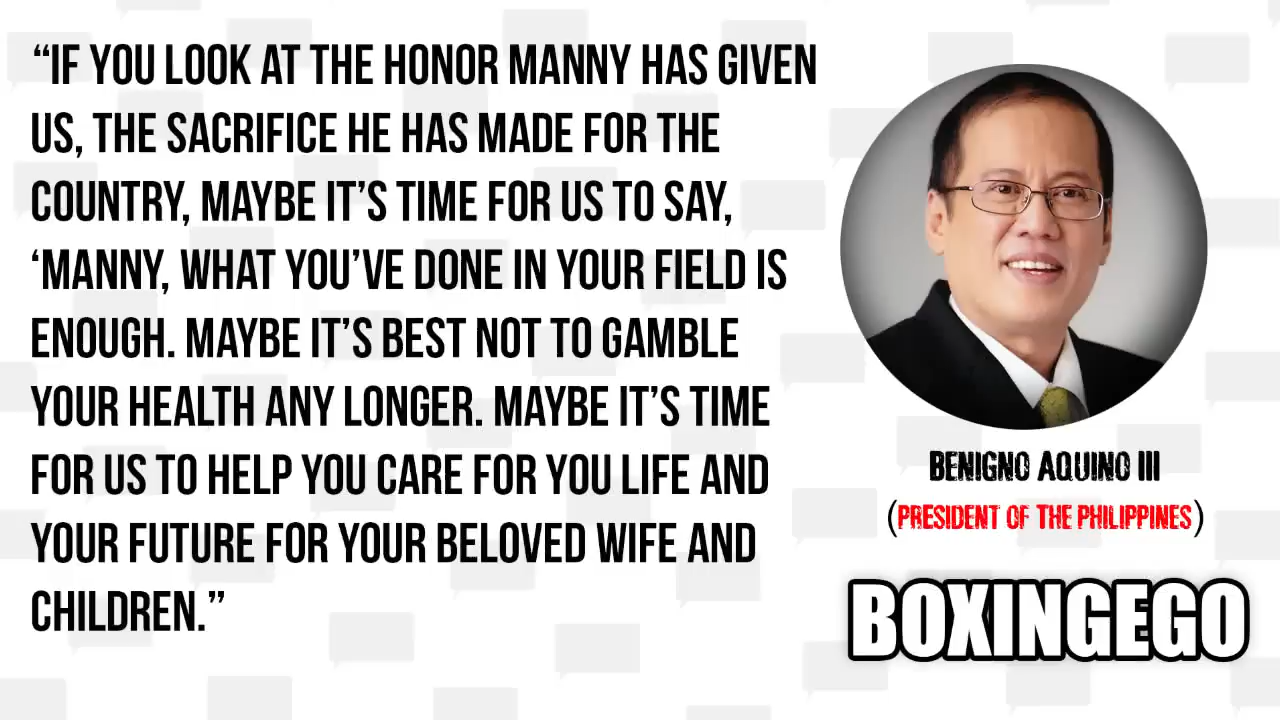 “IF YOU LOOK AT THE HONOR MANNY HAS GIVEN
US, THE SACRIFICE HE HAS MADE FOR THE
COUNTRY, MAYBE IT’S TIME FOR US TO SAY,
‘MANNY, WHAT YOU’VE DONE IN YOUR FIELD IS
ENOUGH. MAYBE IT’S BEST NOT TO GAMBLE
YOUR HEALTH ANY LONGER. MAYBE IT’S TIME
FOR US TO HELP YOU CARE FOR YOU LIFE AND
YOUR FUTURE FOR YOUR BELOVED WIFE AND
CHILDREN.”
BENIGNO AQUINO III
(PRESIDENT OF THE PHILIPPINES)
BOXINGEGO